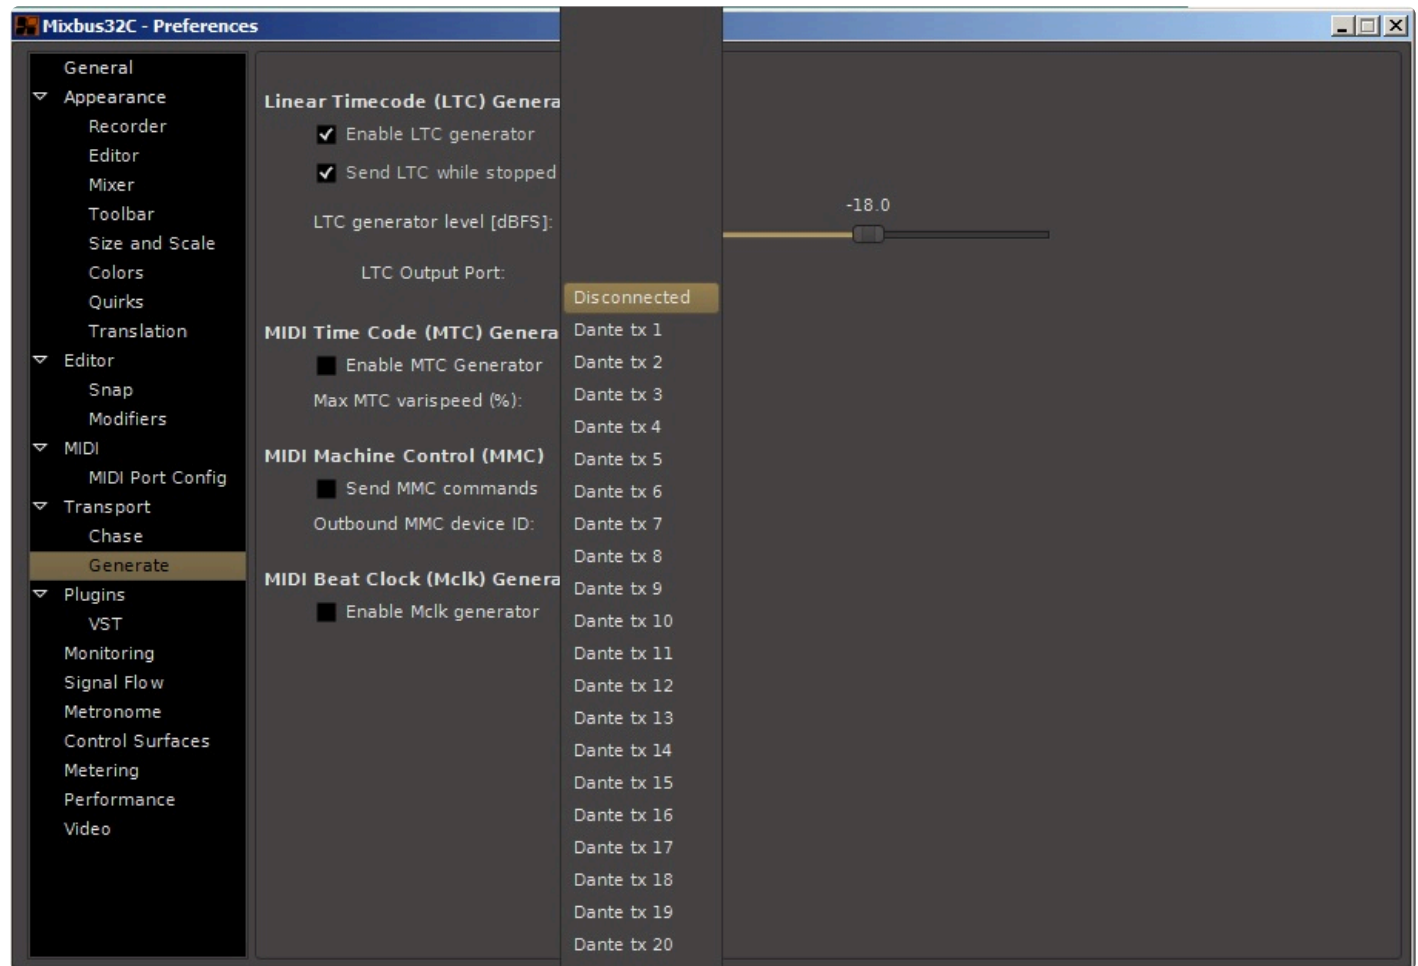 Mixbus32C - Preferences
General
Appearance
Recorder
Editor
Mixer
Toolbar
Size and Scale
Colors
Quirks
Translation
Editor
Snap
Modifiers
MIDI
MIDI Port Config
Transport
Chase
Generate
Plugins
VST
Monitoring
Signal Flow
Metronome
Control Surfaces
Metering
Performance
Video
Linear Timecode (LTC) Genera
Enable LTC generator
Send LTC while stopped
LTC generator level [dBFS]:
-18.0
LTC Output Port:
MIDI Time Code (MTC) Genera
Enable MTC Generator
Max MTC varispeed (%):
MIDI Machine Control (MMC)
Send MMC commands
Outbound MMC device ID:
MIDI Beat Clock (Mclk) Genera
Enable Mclk generator
Disconnected
Dante tx 1
Dante tx 2
Dante tx 3
Dante tx 4
Dante tx 5
Dante tx 6
Dante tx 7
Dante tx 8
Dante tx 9
Dante tx 10
Dante tx 11
Dante tx 12
Dante tx 13
Dante tx 14
Dante tx 15
Dante tx 16
Dante tx 17
Dante tx 18
Dante tx 19
Dante tx 20